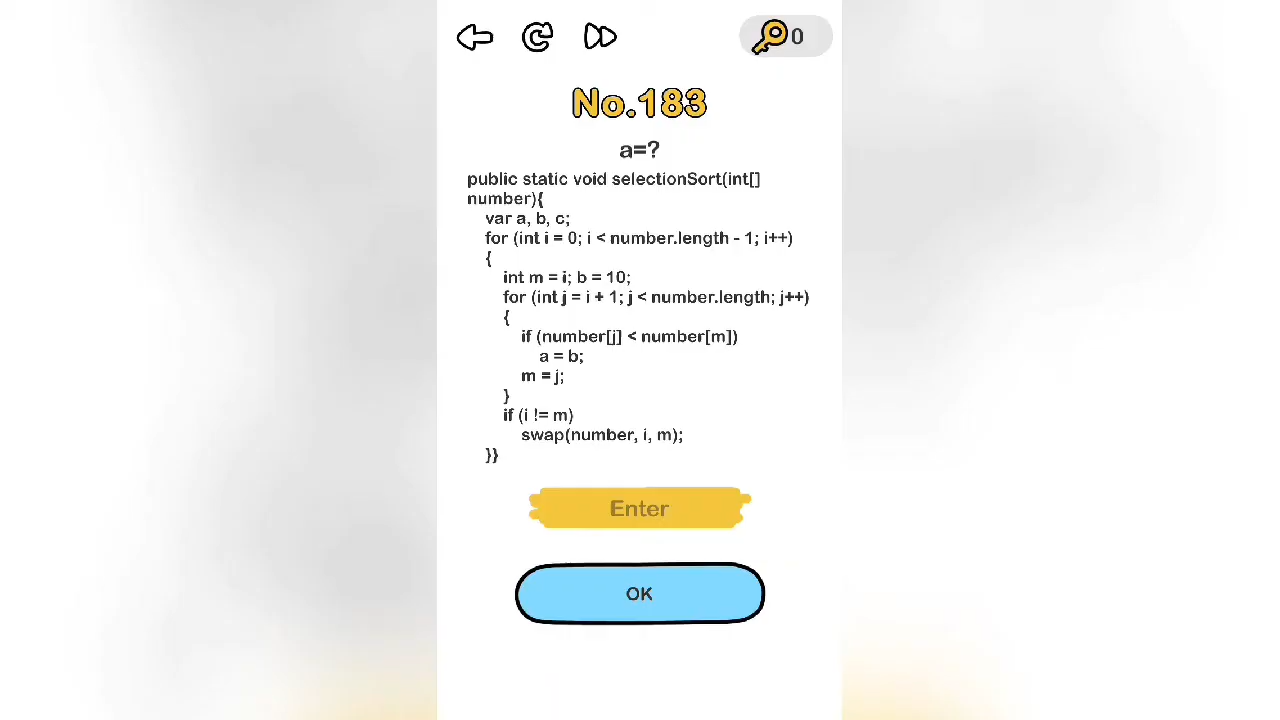 0
No.183
a=?
public static void selectionSort(int[]
number){
var a, b, c;
for (int i = 0; i < number.length - 1; i++)
{
int m = i; b = 10;
for (int j = i + 1; j < number.length; j++)
{
if (number[j] < number[m])
a = b;
m = j;
}
if (i != m)
swap(number, i, m);
}}
Enter
OK